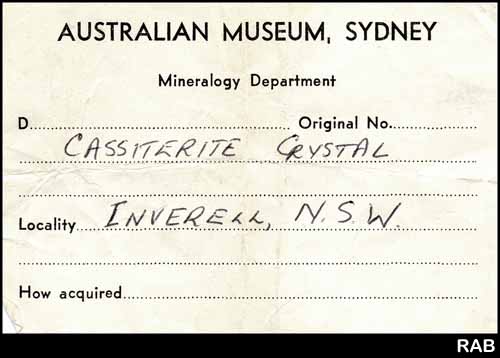 AUSTRALIAN MUSEUM, SYDNEY
Mineralogy Department
D.................... Original No...............
CASSITERITE CRYSTAL
Locality INVERELL, N.S.W.
How acquired
RAB